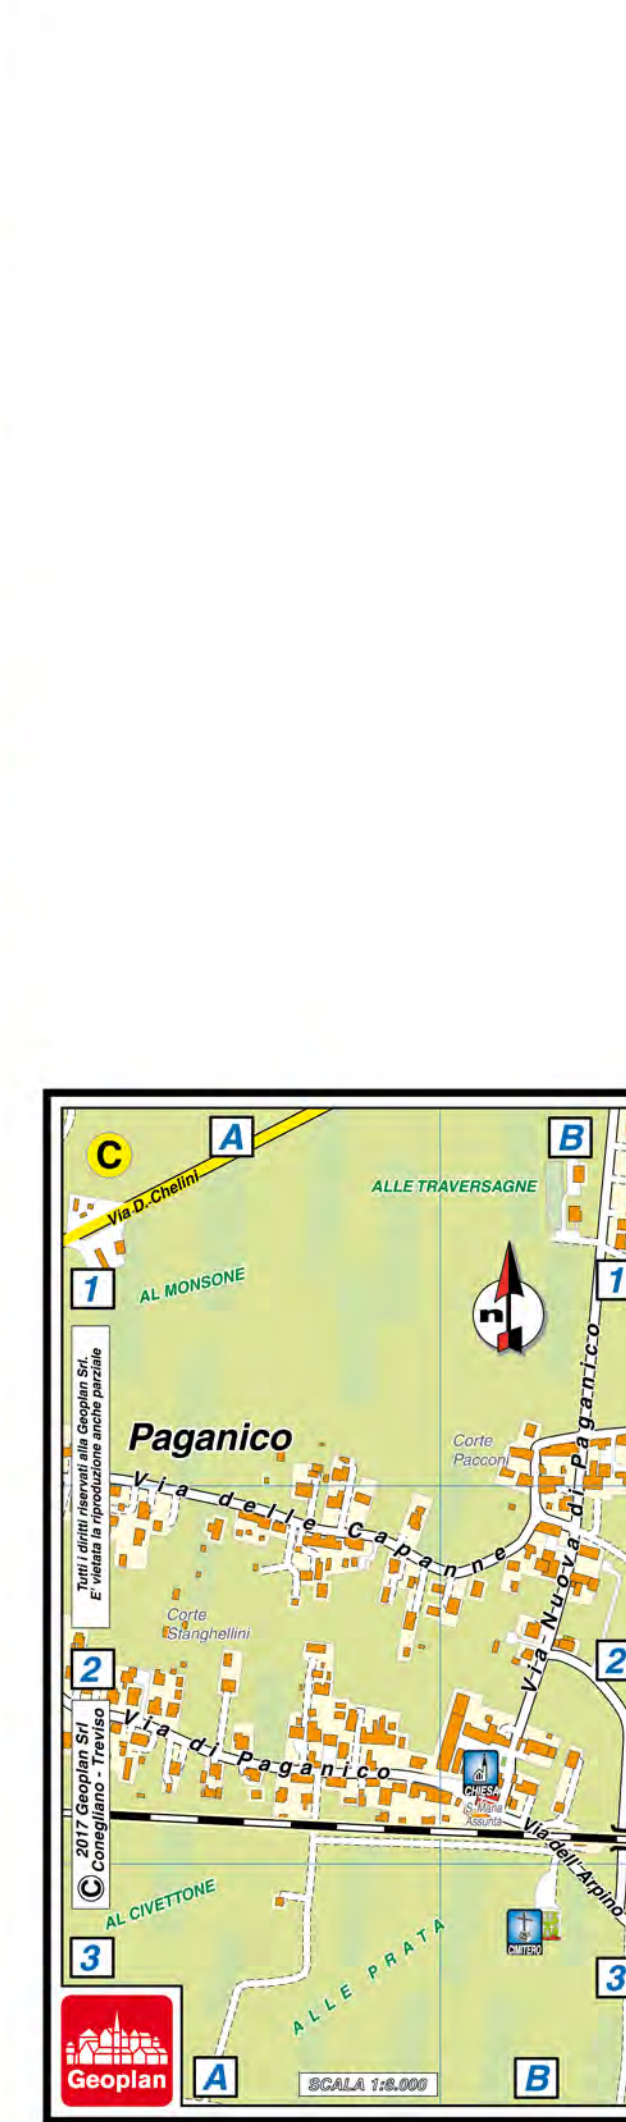 C
A
B
Via D. Chelini
ALLE TRAVERSAGNE
1
AL MONSONE
n
1
Tutti i diritti riservati alla Geoplan Srl.
E' vietata la riproduzione anche parziale
Paganico
Corte
Pacconi
Via delle Capanne
Via Nuova di Paganico
Corte
Stanghellini
2
2
© 2017 Geoplan Srl
Conegliano - Treviso
Via di Paganico
CHIESA
S. Maria
Assunta
Via dell'Arpino
AL CIVETTONE
ALLE PRATA
CIMITERO
3
3
Geoplan
A
SCALA 1:8.000
B